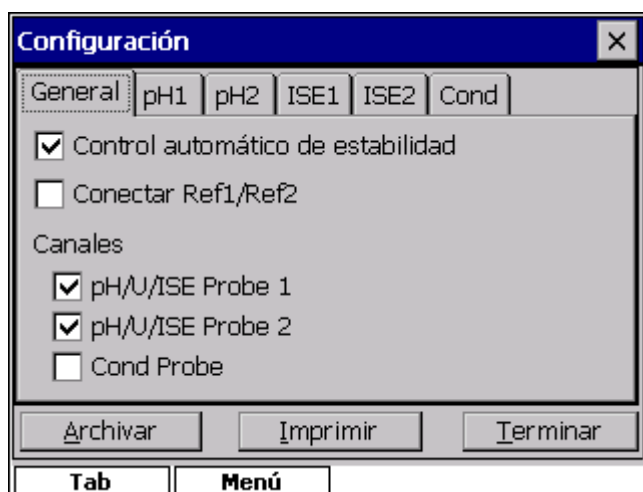 Configuración
General pH1 pH2 ISE1 ISE2 Cond
Control automático de estabilidad
Conectar Ref1/Ref2
Canales
pH/U/ISE Probe 1
pH/U/ISE Probe 2
Cond Probe
Archivar Imprimir Terminar
Tab Menú